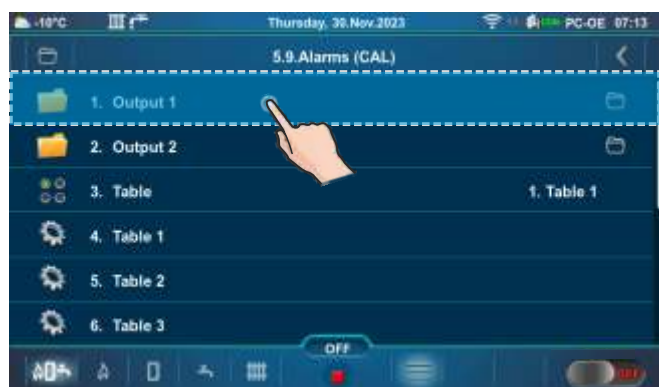 -10°C Thursday, 30.Nov.2023 PC-OE 07:13
5.9.Alarms (CAL)
1. Output 1
2. Output 2
3. Table 1. Table 1
4. Table 1
5. Table 2
6. Table 3
OFF
OFF